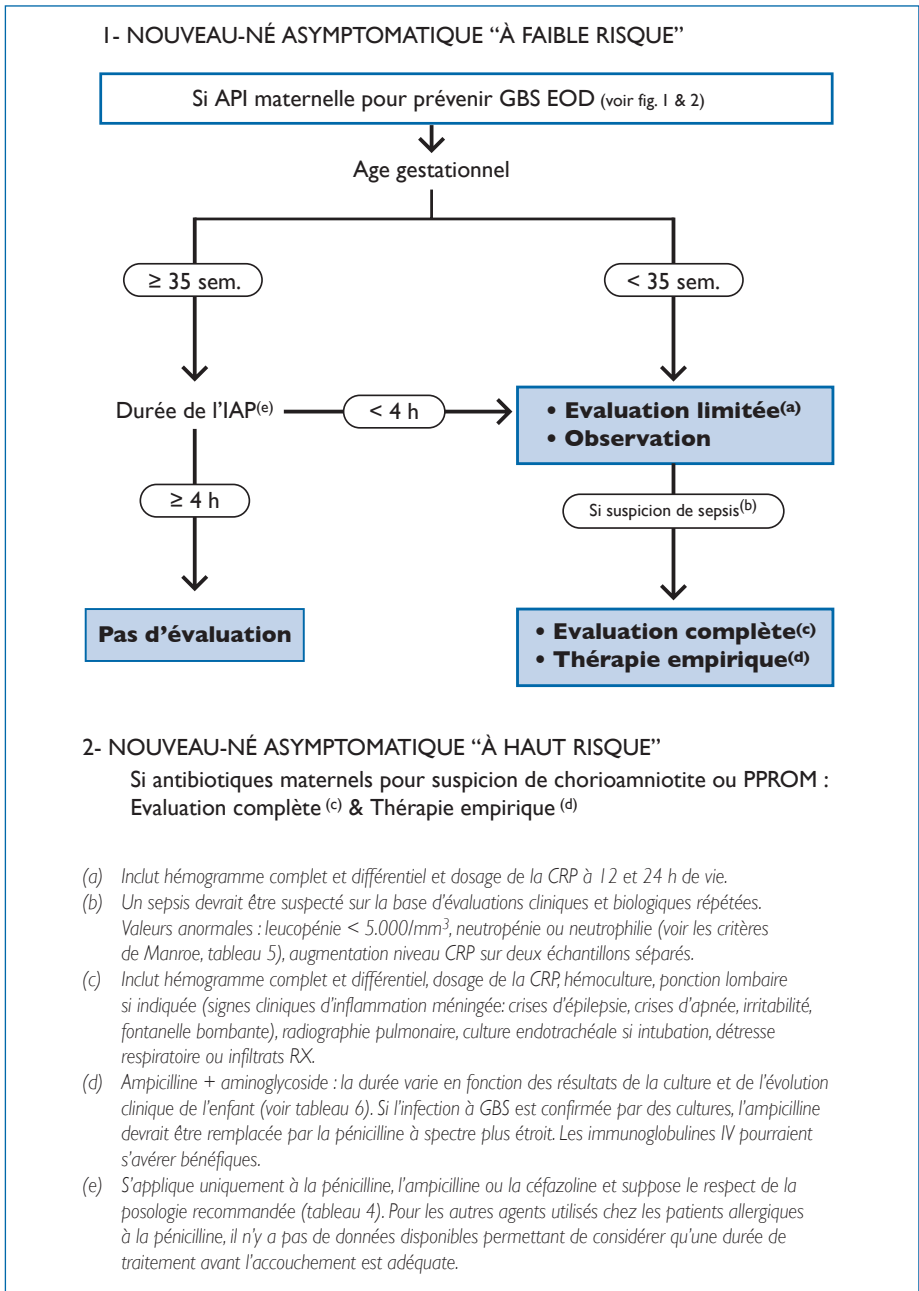 1- NOUVEAU-NÉ ASYMPTOMATIQUE “À FAIBLE RISQUE”
Si API maternelle pour prévenir GBS EOD (voir fig. 1 & 2)
Age gestationnel
≥ 35 sem.
< 35 sem.
Durée de l’IAP(e)
< 4 h
• Evaluation limitée(a)
• Observation
≥ 4 h
Si suspicion de sepsis(b)
Pas d’évaluation
• Evaluation complète(c)
• Thérapie empirique(d)
2- NOUVEAU-NÉ ASYMPTOMATIQUE “À HAUT RISQUE”
Si antibiotiques maternels pour suspicion de chorioamniotite ou PPROM :
Evaluation complète (c) & Thérapie empirique (d)
(a) Inclut hémogramme complet et différentiel et dosage de la CRP à 12 et 24 h de vie.
(b) Un sepsis devrait être suspecté sur la base d’évaluations cliniques et biologiques répétées.
Valeurs anormales : leucopénie < 5.000/mm³, neutropénie ou neutrophilie (voir les critères
de Manroe, tableau 5), augmentation niveau CRP sur deux échantillons séparés.
(c) Inclut hémogramme complet et différentiel, dosage de la CRP, hémoculture, ponction lombaire
si indiquée (signes cliniques d’inflammation méningée: crises d’épilepsie, crises d’apnée, irritabilité,
fontanelle bombante), radiographie pulmonaire, culture endotrachéale si intubation, détresse
respiratoire ou infiltrats RX.
(d) Ampicilline + aminoglycoside : la durée varie en fonction des résultats de la culture et de l’évolution
clinique de l’enfant (voir tableau 6). Si l’infection à GBS est confirmée par des cultures, l’ampicilline
devrait être remplacée par la pénicilline à spectre plus étroit. Les immunoglobulines IV pourraient
s’avérer bénéfiques.
(e) S’applique uniquement à la pénicilline, l’ampicilline ou la céfazoline et suppose le respect de la
posologie recommandée (tableau 4). Pour les autres agents utilisés chez les patients allergiques
à la pénicilline, il n’y a pas de données disponibles permettant de considérer qu’une durée de
traitement avant l’accouchement est adéquate.